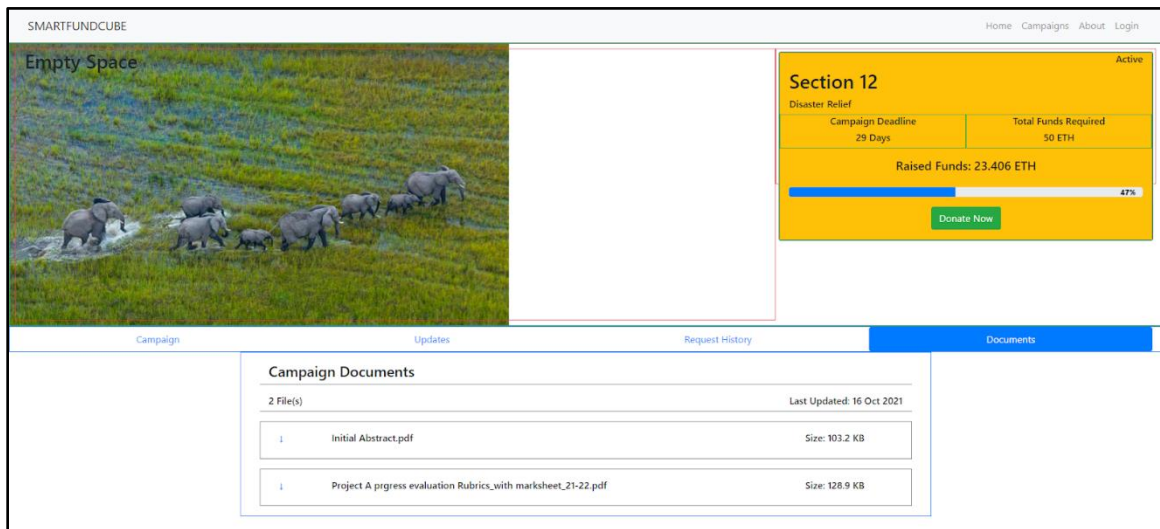 SMARTFUNDCUBE
Home Campaigns About Login
Empty Space
Active
Section 12
Disaster Relief
Campaign Deadline
29 Days
Total Funds Required
50 ETH
Raised Funds: 23.406 ETH
47%
Donate Now
Campaign Updates Request History Documents
Campaign Documents
2 File(s) Last Updated: 16 Oct 2021
↓ Initial Abstract.pdf Size: 103.2 KB
↓ Project A prgress evaluation Rubrics_with marksheet_21-22.pdf Size: 128.9 KB